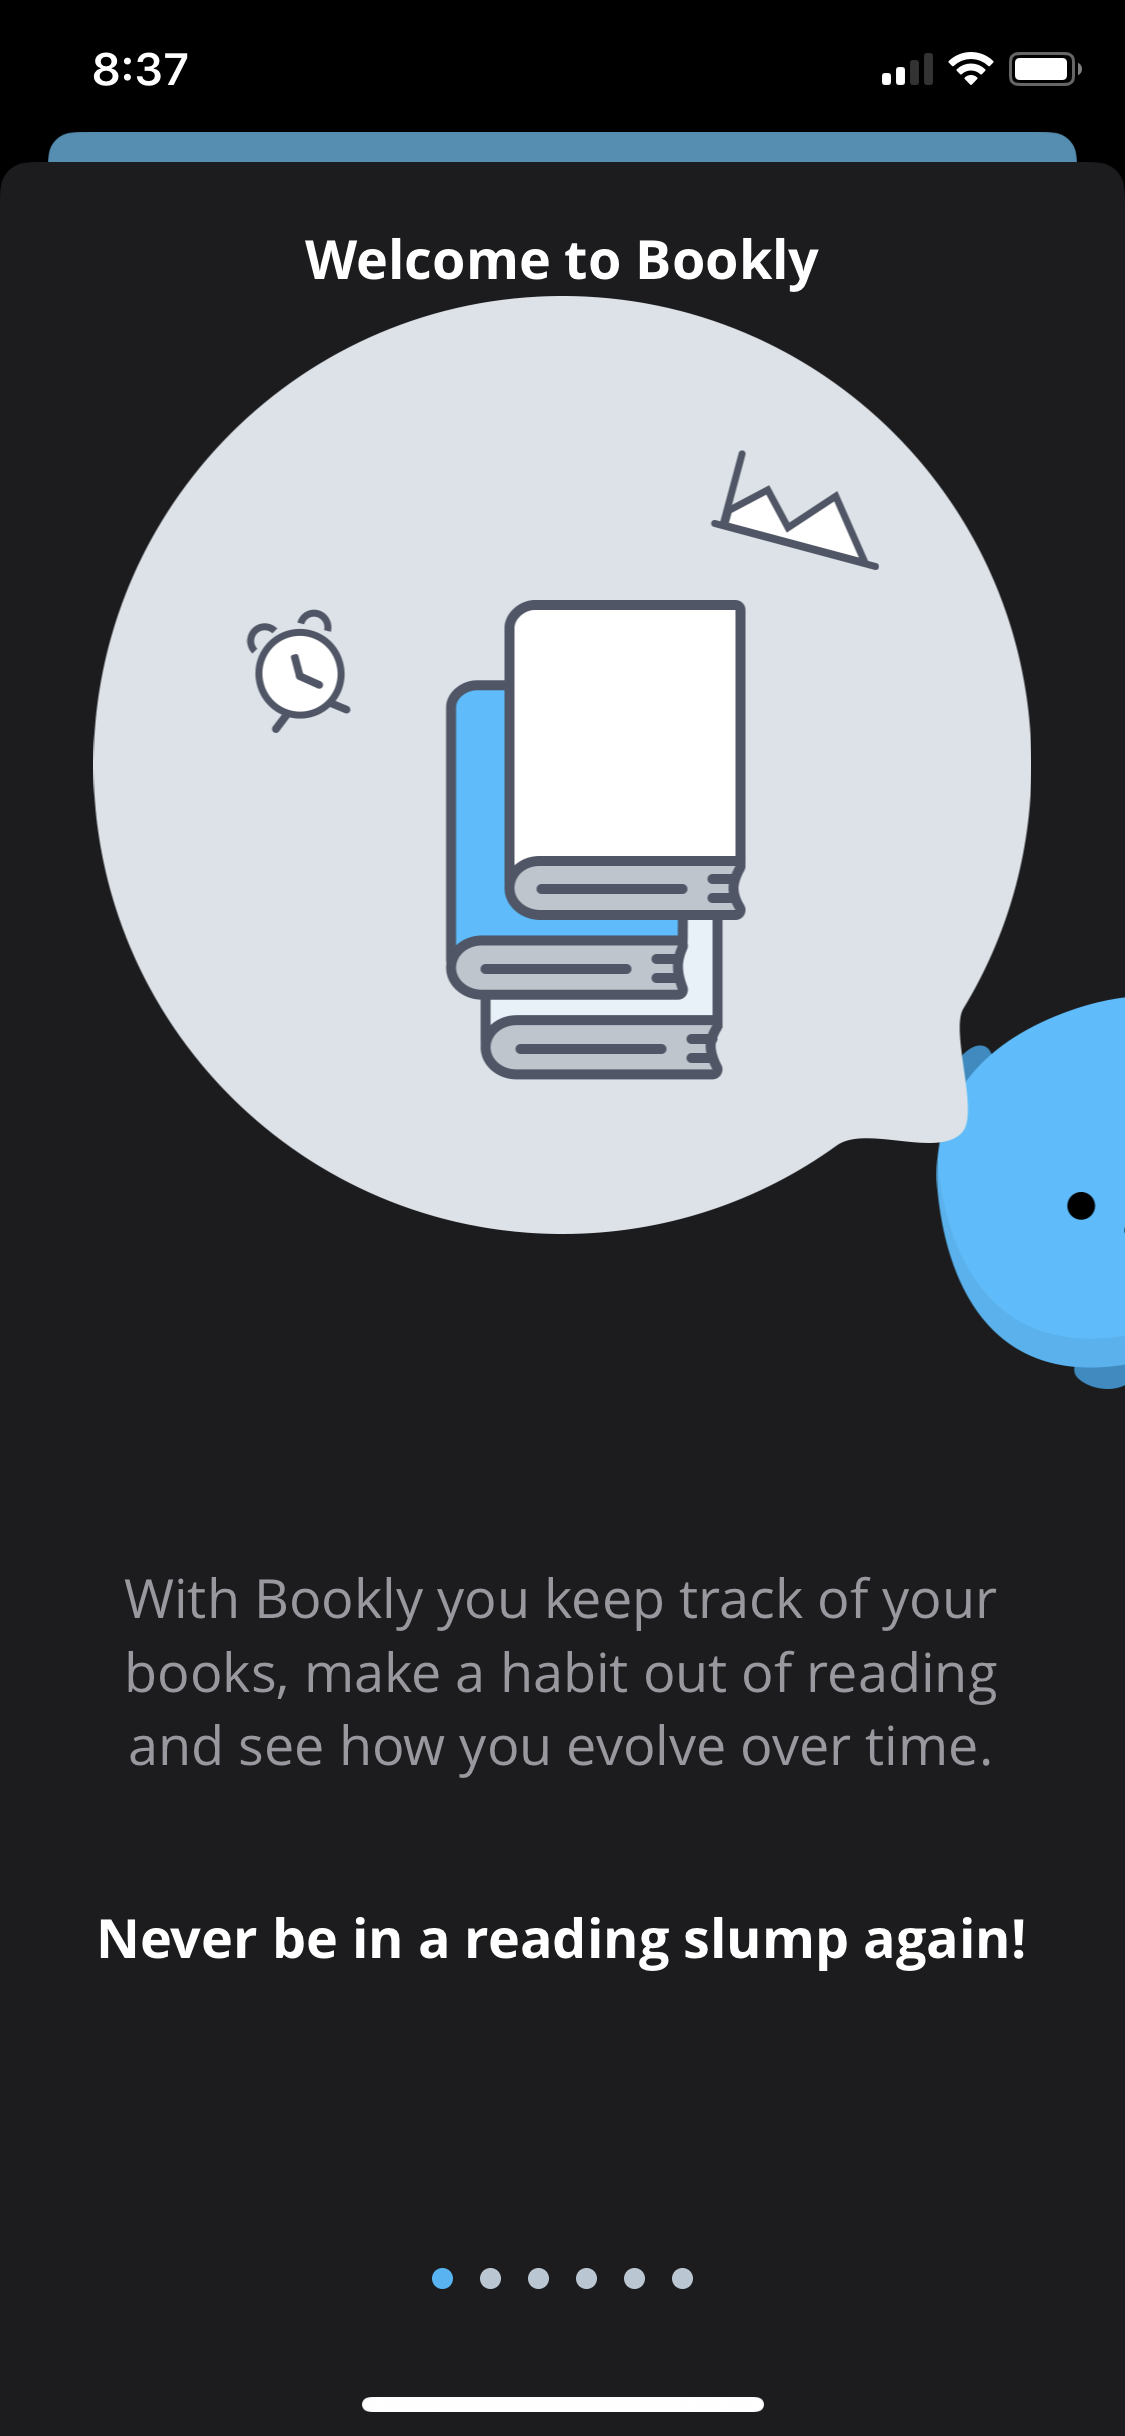 8:37
Welcome to Bookly
With Bookly you keep track of your
books, make a habit out of reading
and see how you evolve over time.
Never be in a reading slump again!